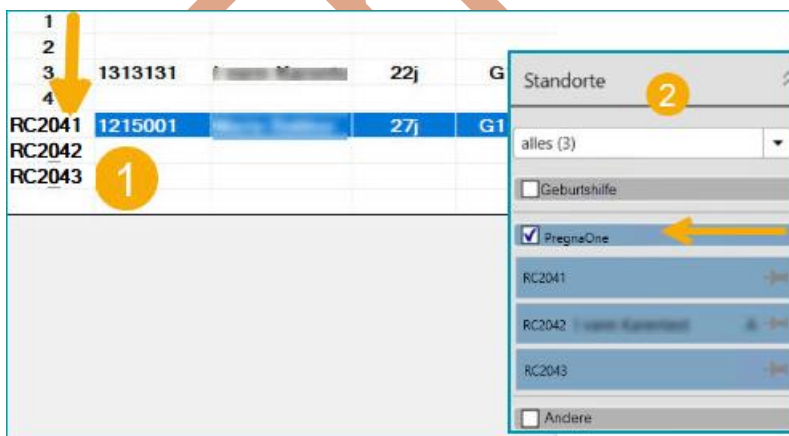 1
2
3 1313131 22j G
4
RC2041 1215001 27j G1
RC2042
RC2043
1
Standorte
2
alles (3)
Geburtshilfe
PregnaOne
RC2041
RC2042
RC2043
Andere